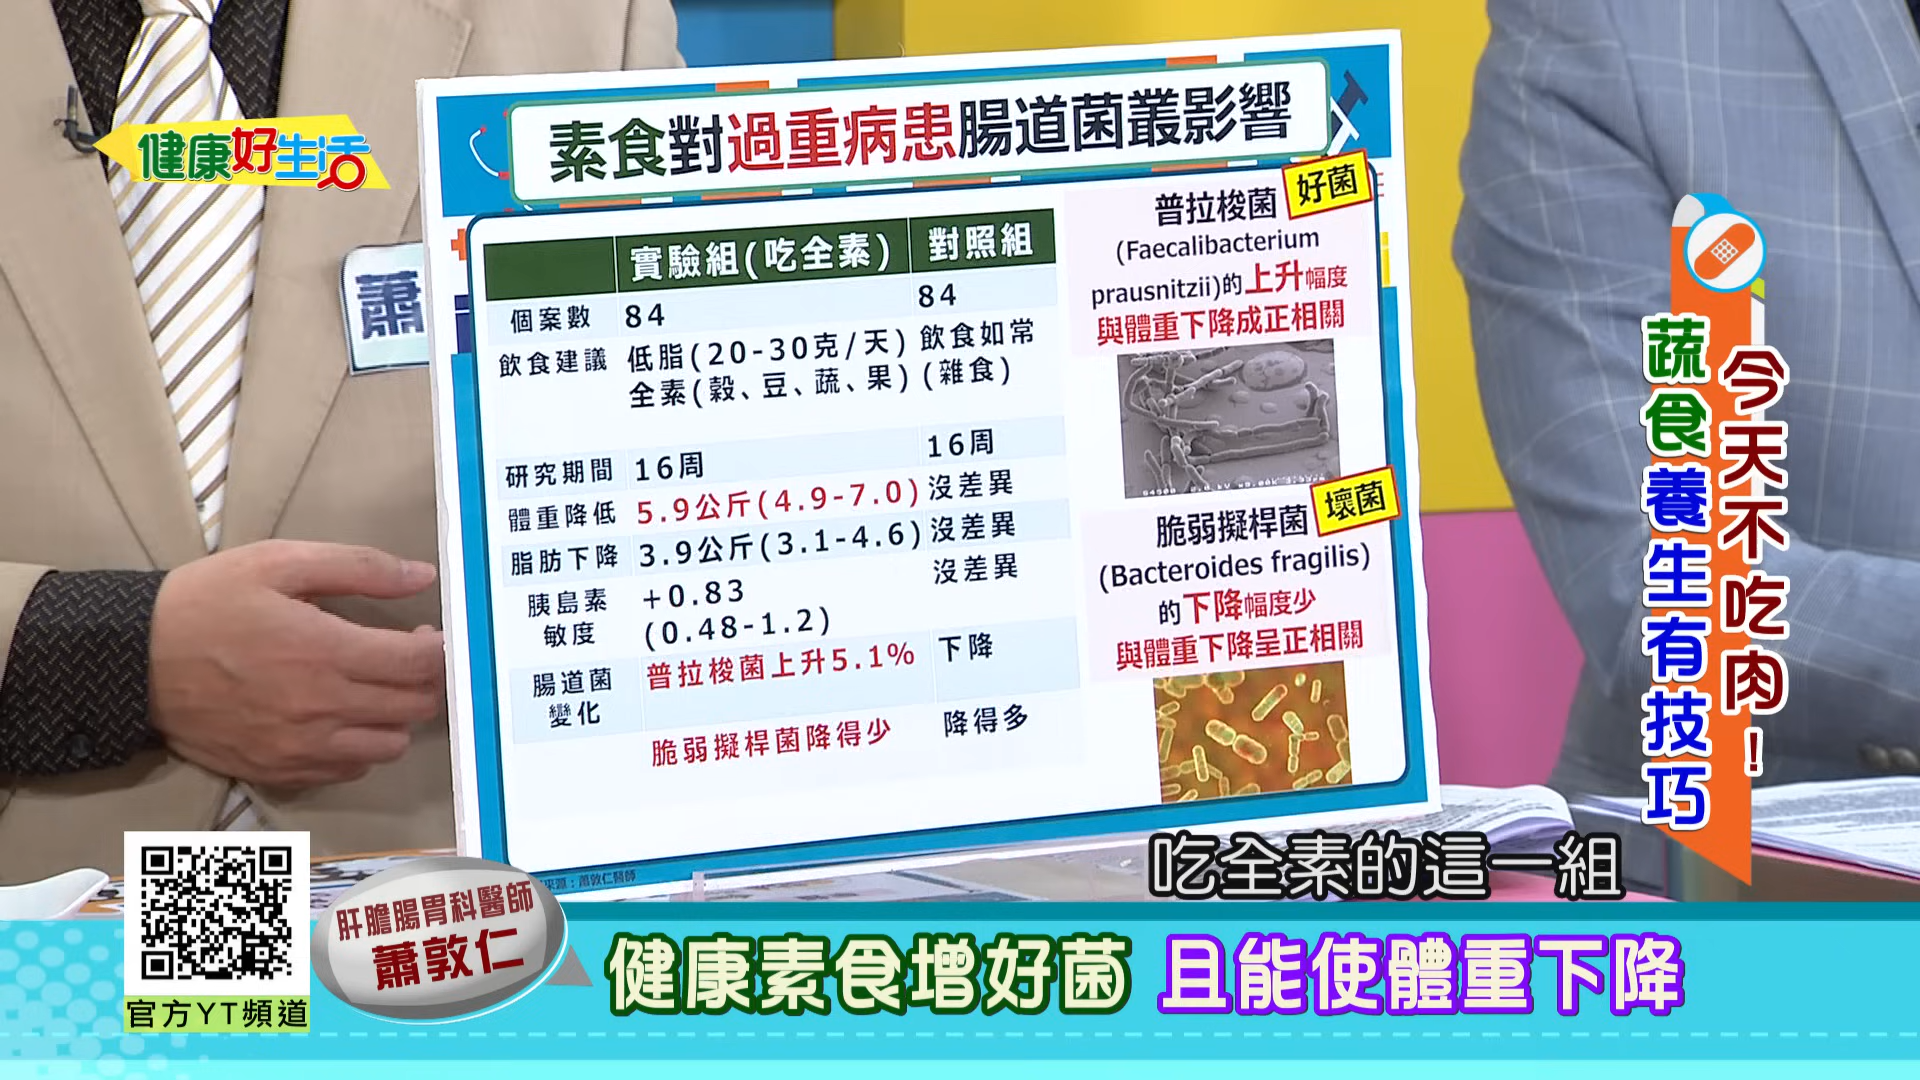 健康好生活
蕭
素食對過重病患腸道菌叢影響
實驗組(吃全素) 對照組
個案數 84 84
飲食建議 低脂(20-30克/天) 飲食如常
全素(穀、豆、蔬、果) (雜食)
研究期間 16周 16周
體重降低 5.9公斤(4.9-7.0) 沒差異
脂肪下降 3.9公斤(3.1-4.6) 沒差異
胰島素 +0.83 沒差異
敏度 (0.48-1.2)
腸道菌 普拉梭菌上升5.1% 下降
變化
脆弱擬桿菌降得少 降得多
好菌
普拉梭菌
(Faecalibacterium
prausnitzii)的上升幅度
與體重下降成正相關
壞菌
脆弱擬桿菌
(Bacteroides fragilis)
的下降幅度少
與體重下降呈正相關
來源:蕭敦仁醫師
今天不吃肉!
蔬食養生有技巧
吃全素的這一組
肝膽腸胃科醫師
蕭敦仁
健康素食增好菌 且能使體重下降
官方YT頻道